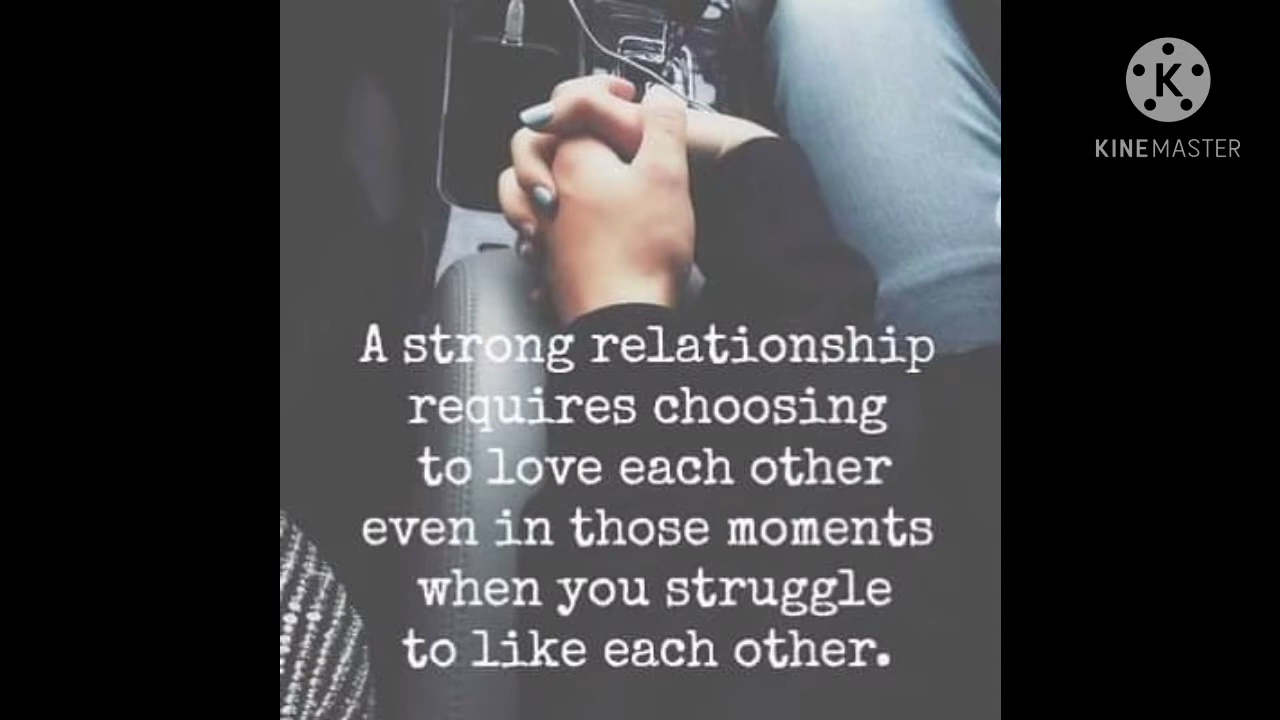 K
KINEMASTER
A strong relationship
requires choosing
to love each other
even in those moments
when you struggle
to like each other.